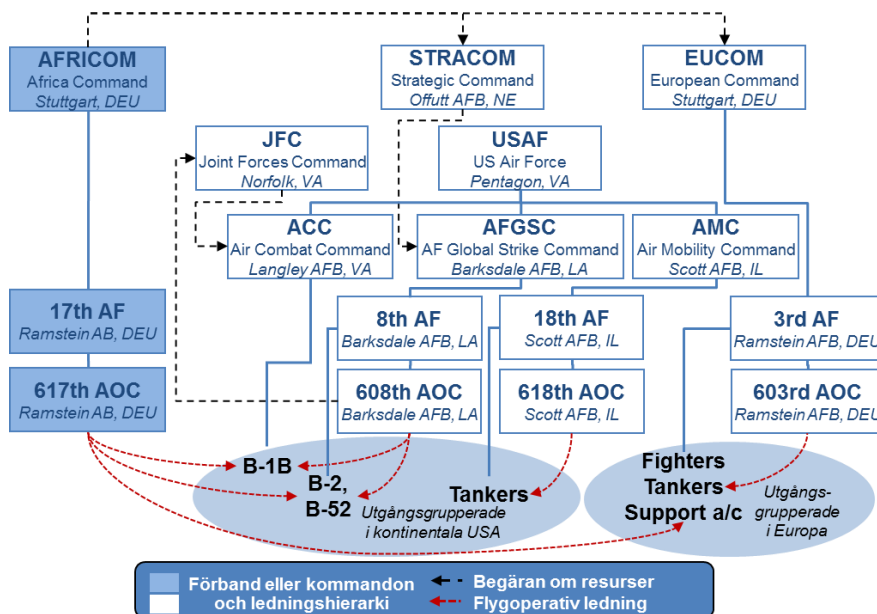 AFRICOM
Africa Command
Stuttgart, DEU
STRACOM
Strategic Command
Offutt AFB, NE
EUCOM
European Command
Stuttgart, DEU
JFC
Joint Forces Command
Norfolk, VA
USAF
US Air Force
Pentagon, VA
ACC
Air Combat Command
Langley AFB, VA
AFGSC
AF Global Strike Command
Barksdale AFB, LA
AMC
Air Mobility Command
Scott AFB, IL
17th AF
Ramstein AB, DEU
8th AF
Barksdale AFB, LA
18th AF
Scott AFB, IL
3rd AF
Ramstein AFB, DEU
617th AOC
Ramstein AB, DEU
608th AOC
Barksdale AFB, LA
618th AOC
Scott AFB, IL
603rd AOC
Ramstein AFB, DEU
B-1B
B-2,
B-52
Tankers
Utgångsgrupperade
i kontinentala USA
Fighters
Tankers
Support a/c
Utgångs-
grupperade
i Europa
Förband eller kommandon
och ledningshierarki
Begäran om resurser
Flygoperativ ledning